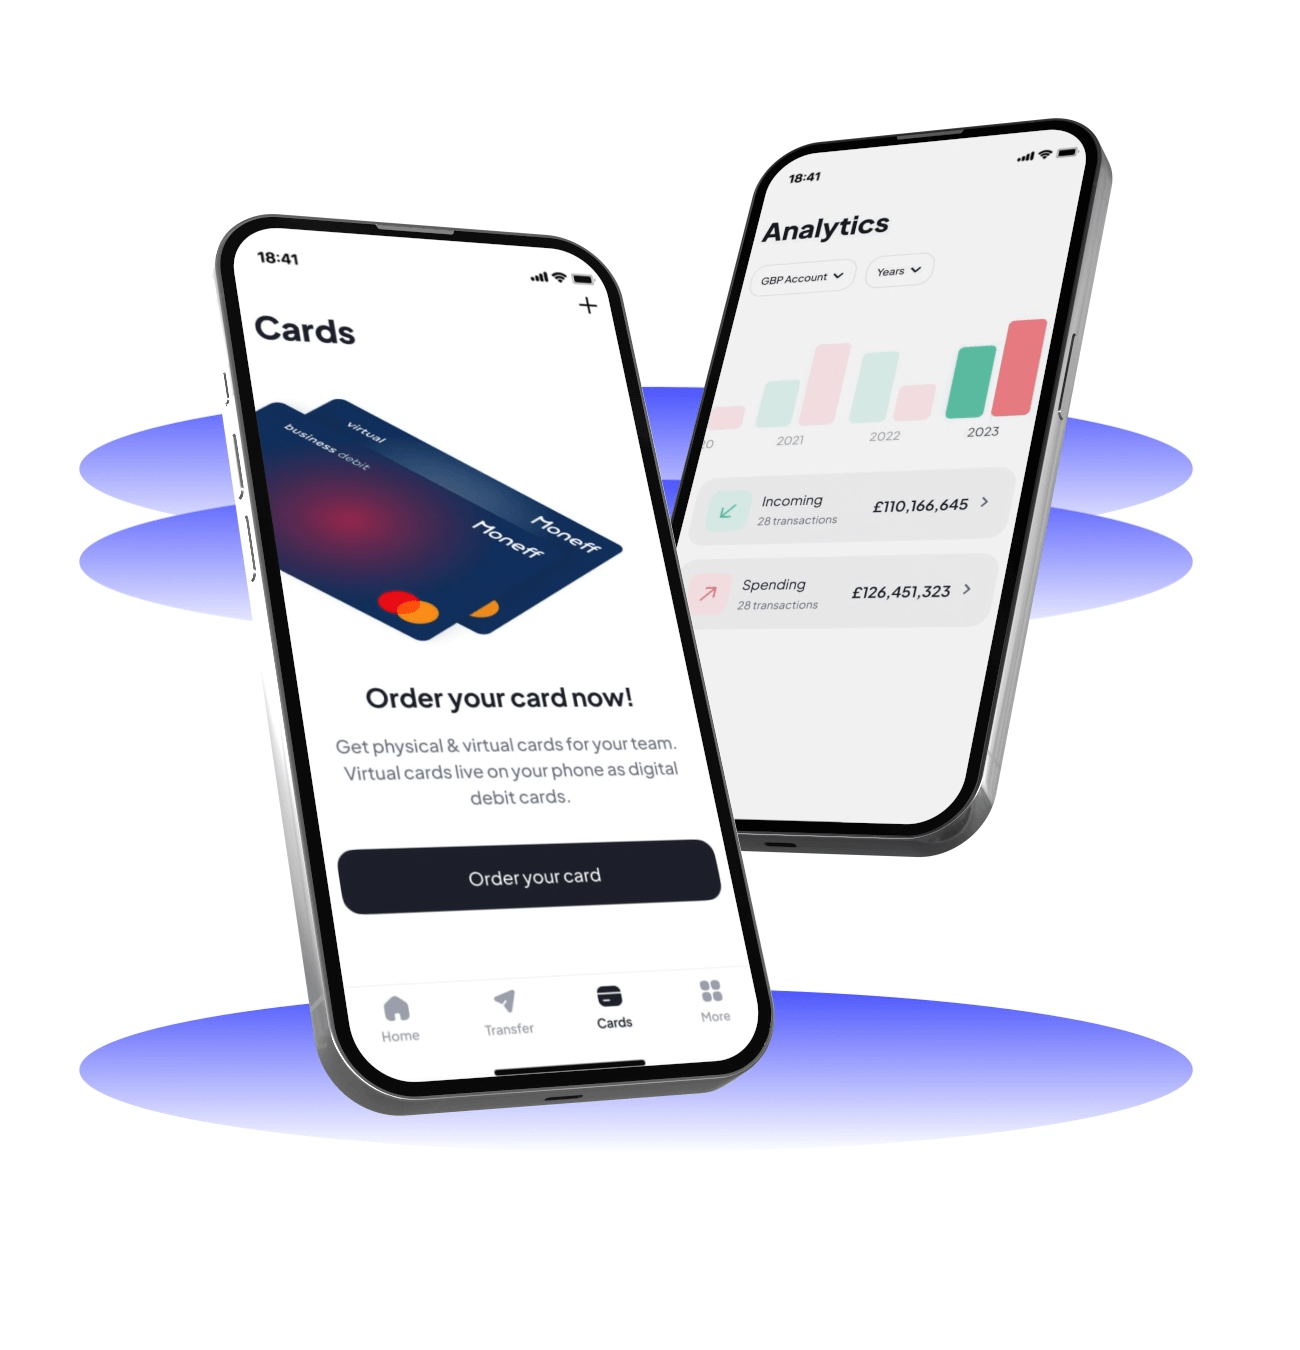 18:41
Cards
virtual
business debit
Moneff
Moneff
Order your card now!
Get physical & virtual cards for your team.
Virtual cards live on your phone as digital
debit cards.
Order your card
Home
Transfer
Cards
More
18:41
Analytics
GBP Account
Years
20
2021
2022
2023
Incoming
28 transactions
£110,166,645
Spending
28 transactions
£126,451,323